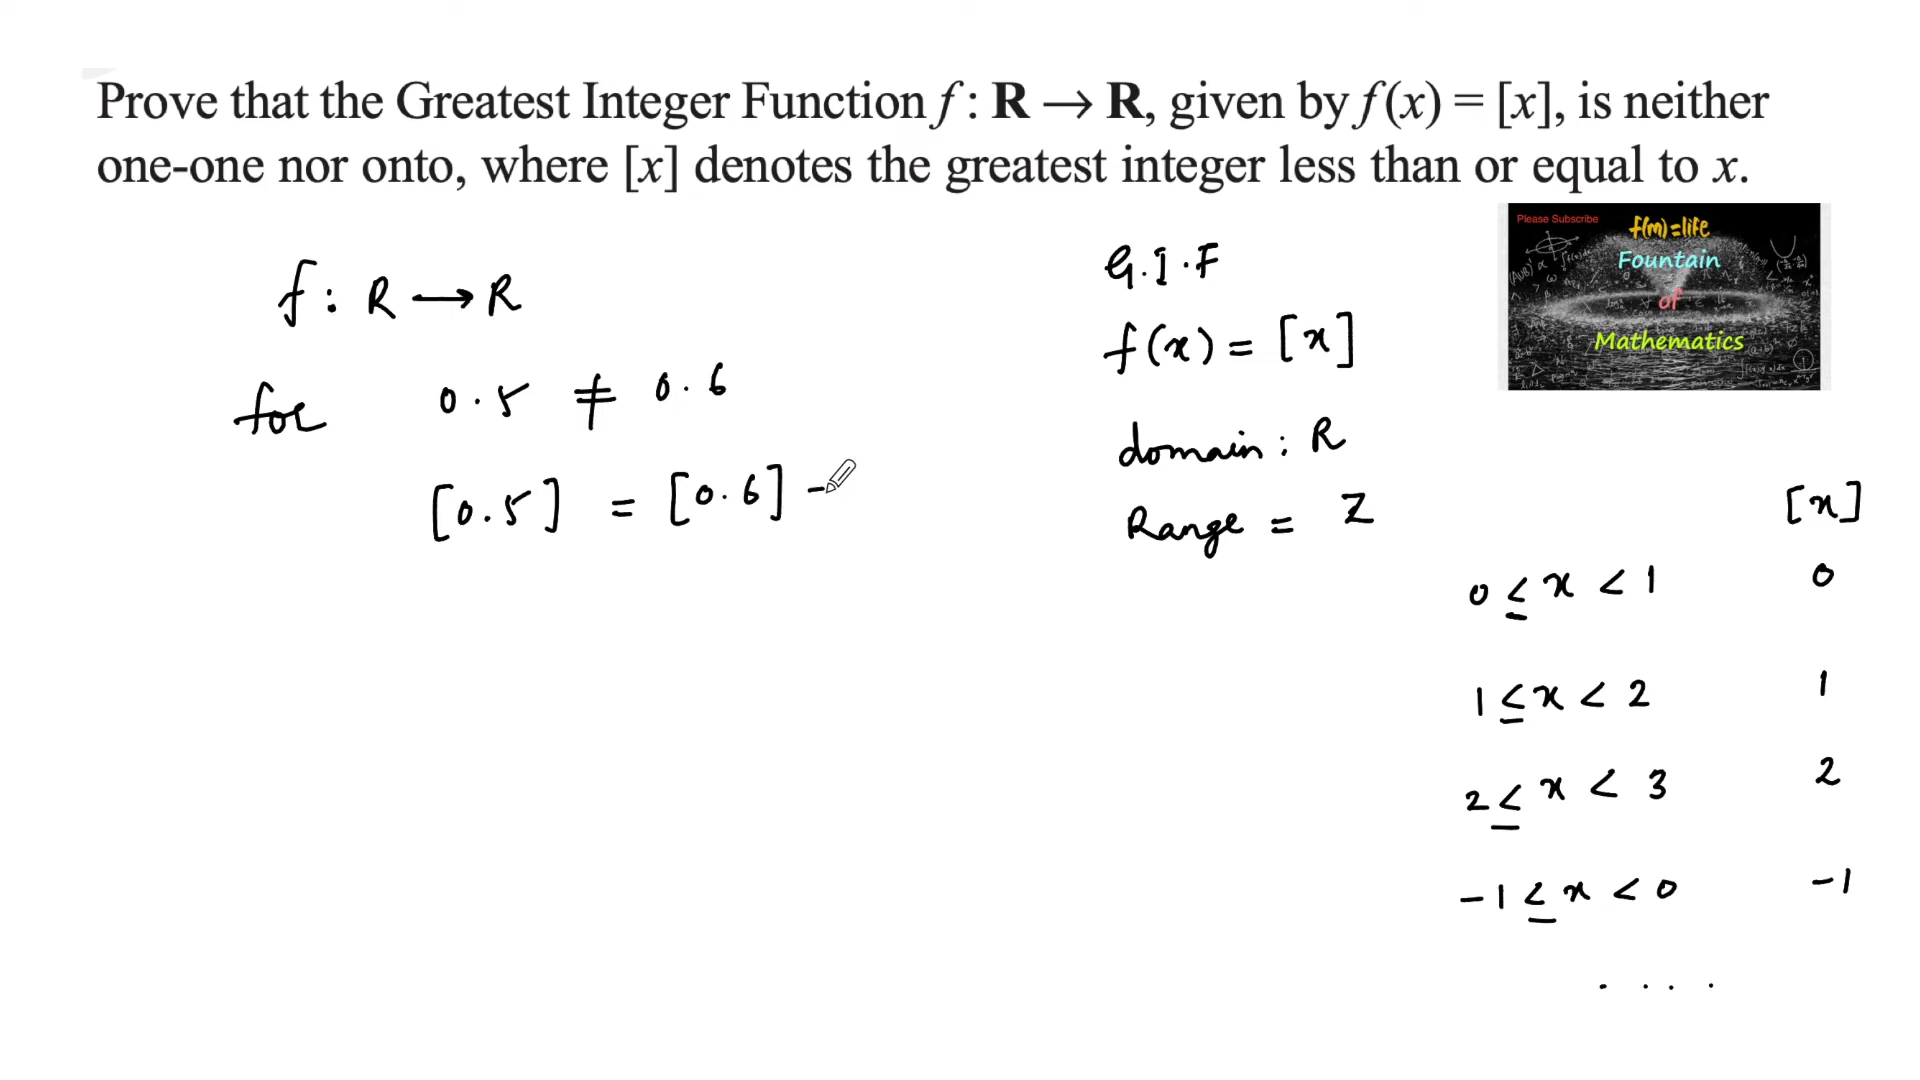 Prove that the Greatest Integer Function f : R → R, given by f(x) = [x], is neither
one-one nor onto, where [x] denotes the greatest integer less than or equal to x.
Please Subscribe
f(m)=life
Fountain
of
Mathematics
f : R → R
for 0.5 ≠ 0.6
[0.5] = [0.6] -
G.I.F
f(x) = [x]
domain : R
Range = Z
[x]
0 ≤ x < 1 0
1 ≤ x < 2 1
2 ≤ x < 3 2
-1 ≤ x < 0 -1
. . . .